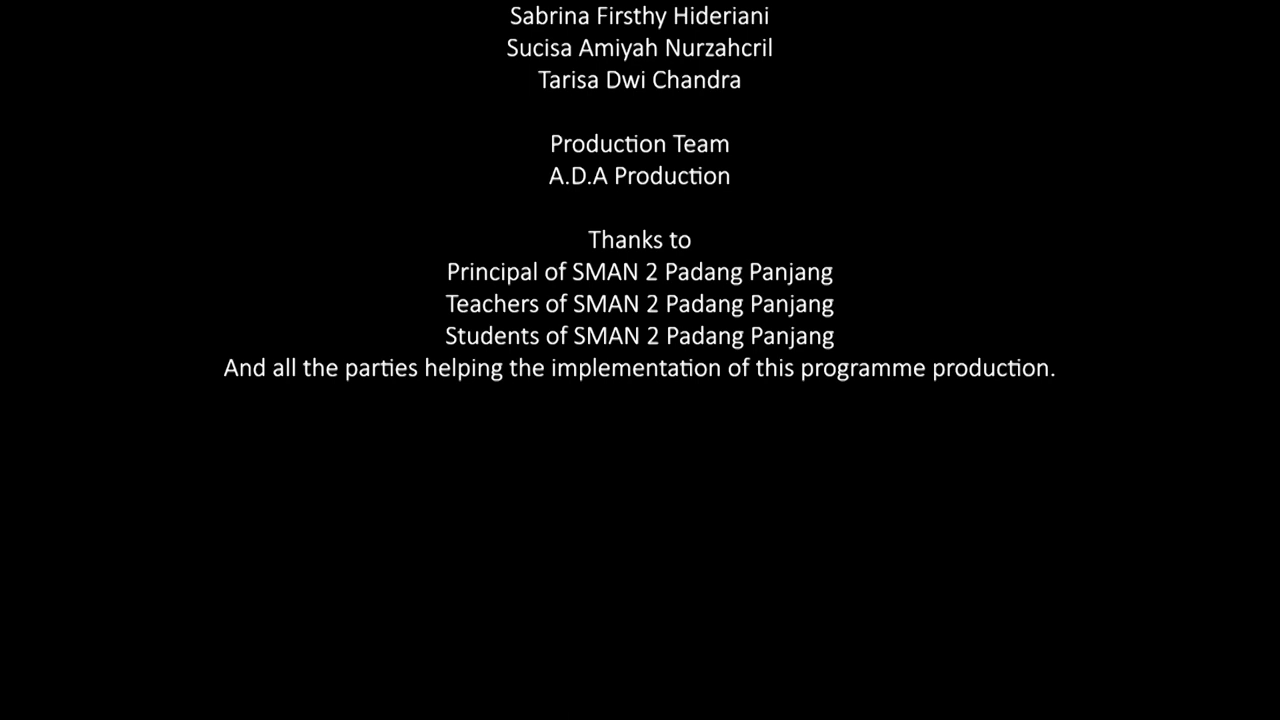 Sabrina Firsthy Hideriani
Sucisa Amiyah Nurzahcril
Tarisa Dwi Chandra
Production Team
A.D.A Production
Thanks to
Principal of SMAN 2 Padang Panjang
Teachers of SMAN 2 Padang Panjang
Students of SMAN 2 Padang Panjang
And all the parties helping the implementation of this programme production.